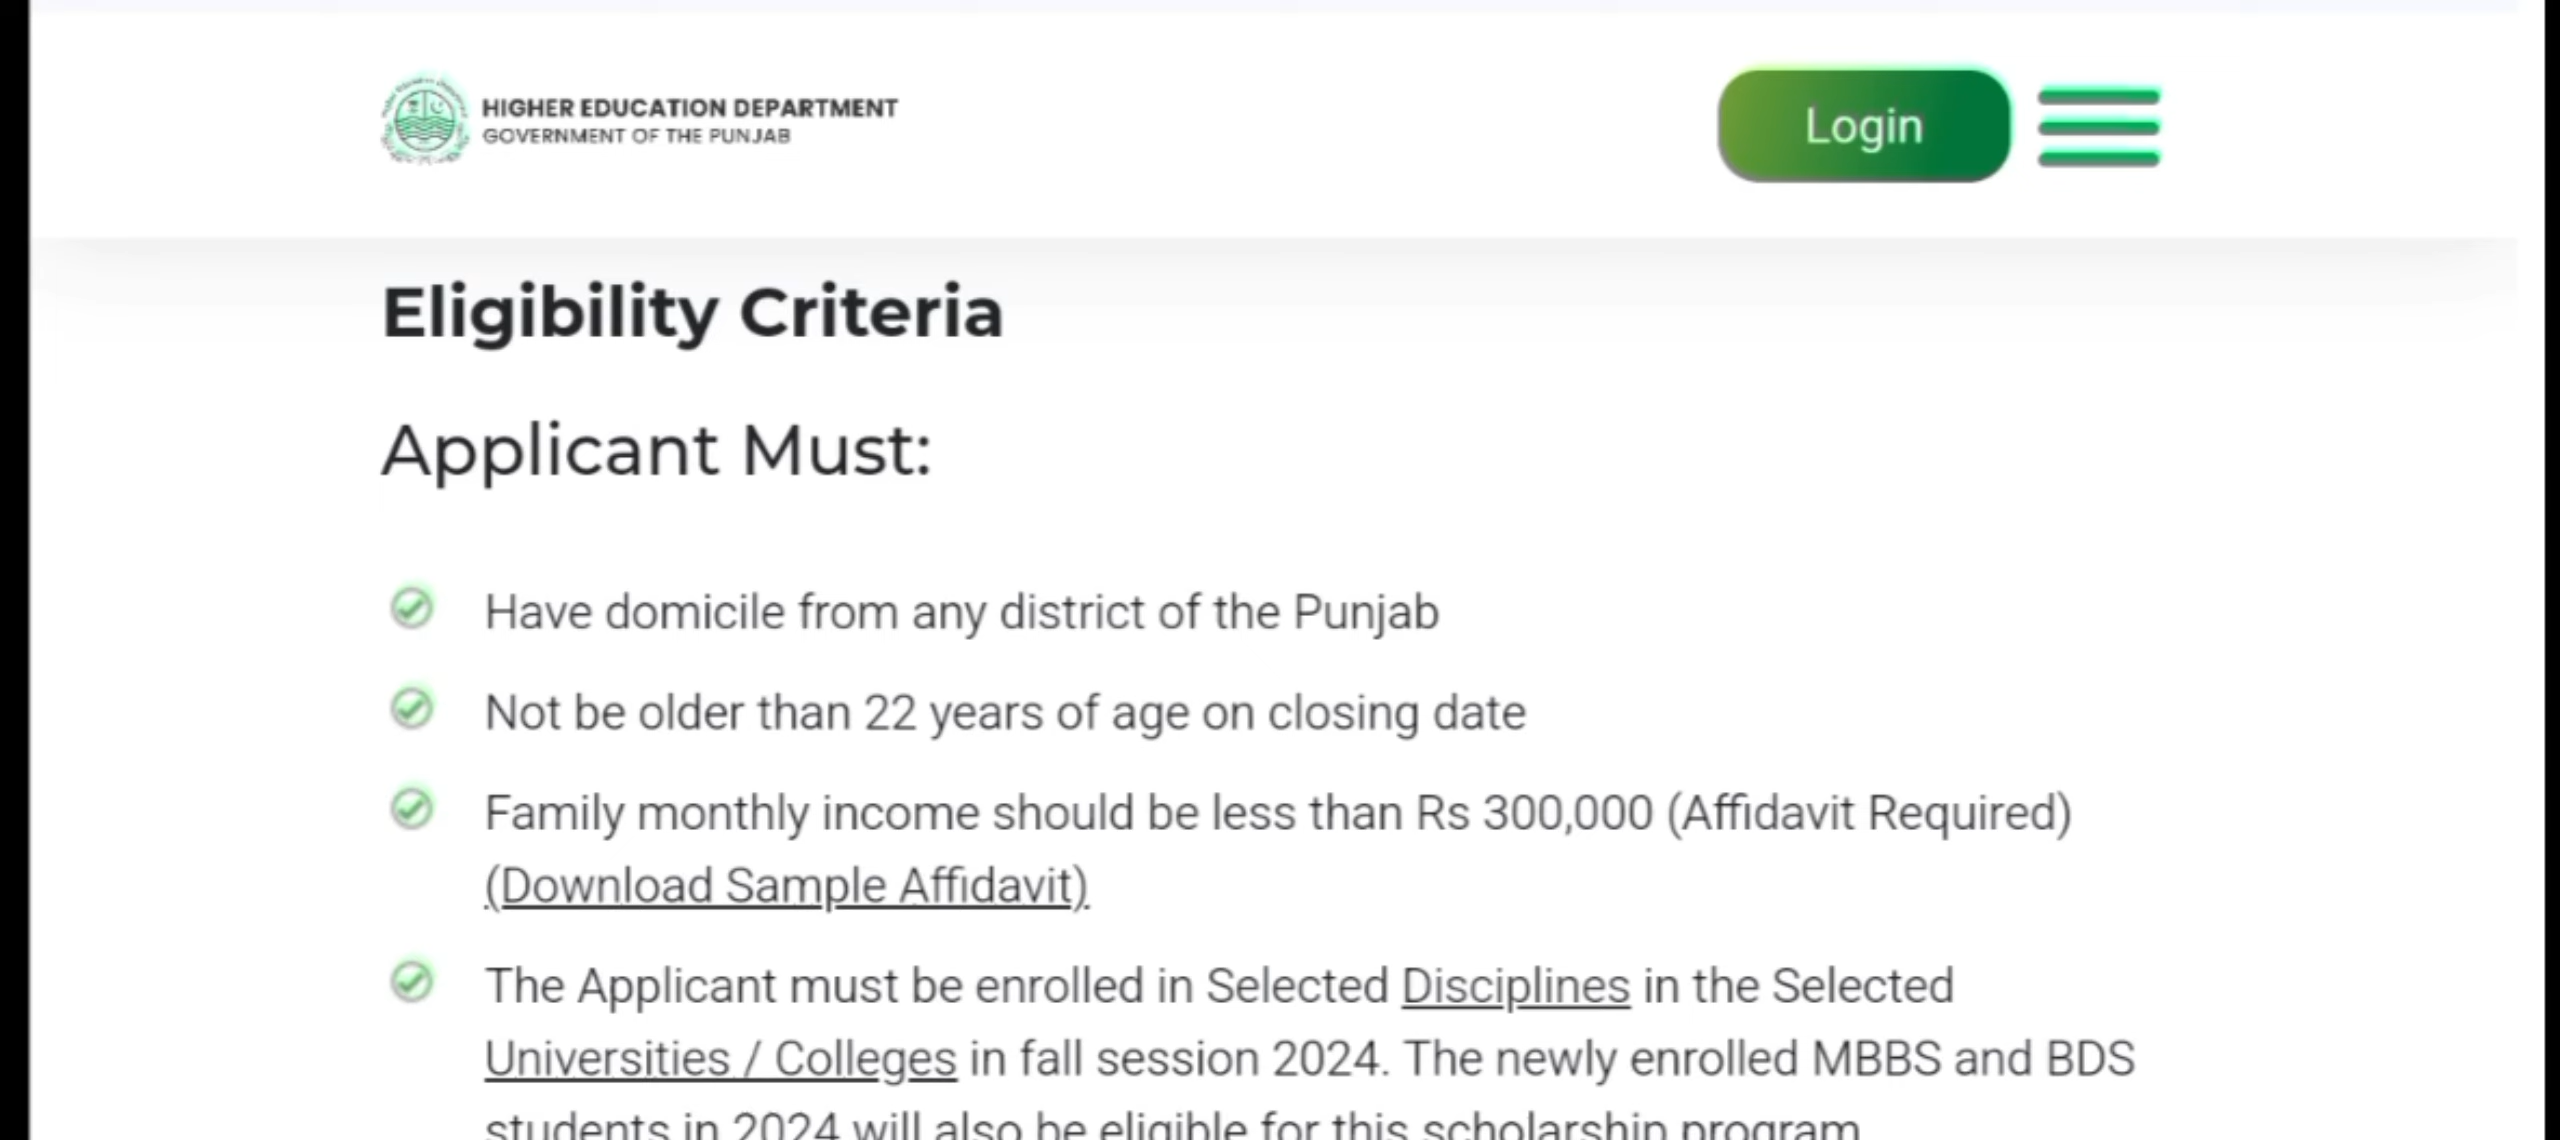 HIGHER EDUCATION DEPARTMENT
GOVERNMENT OF THE PUNJAB
Login
Eligibility Criteria
Applicant Must:
Have domicile from any district of the Punjab
Not be older than 22 years of age on closing date
Family monthly income should be less than Rs 300,000 (Affidavit Required)
(Download Sample Affidavit)
The Applicant must be enrolled in Selected Disciplines in the Selected
Universities / Colleges in fall session 2024. The newly enrolled MBBS and BDS
students in 2024 will also be eligible for this scholarship program